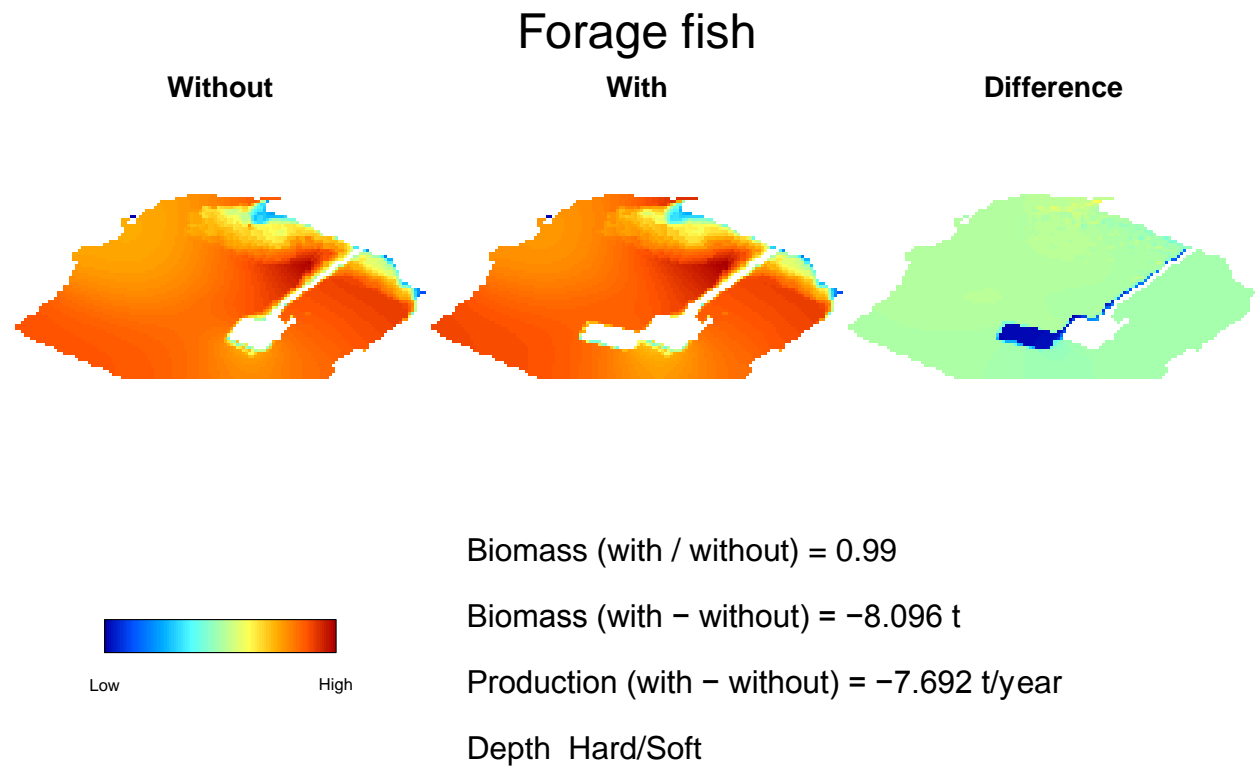 Forage fish
Without With Difference
Biomass (with / without) = 0.99
Biomass (with − without) = −8.096 t
Low High
Production (with − without) = −7.692 t/year
Depth Hard/Soft